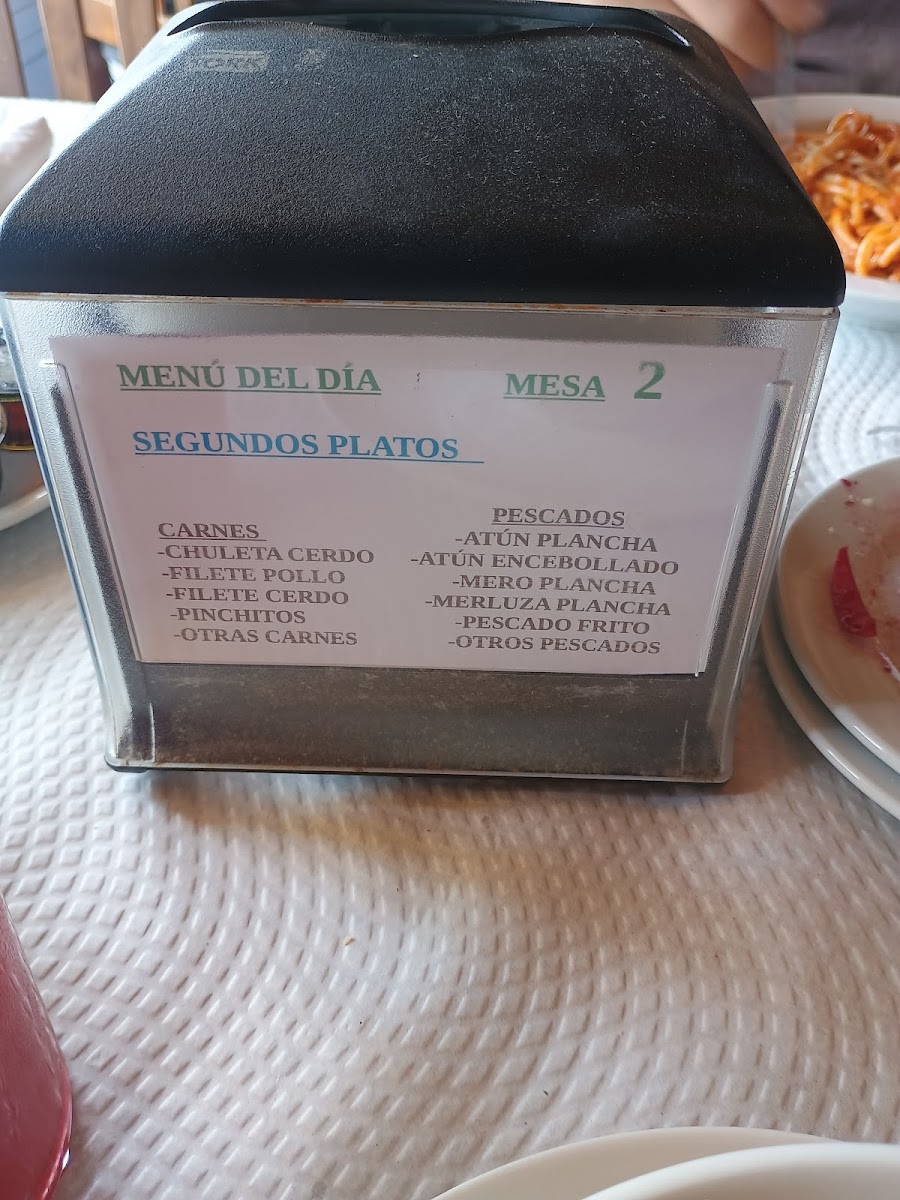 TORK
MENÚ DEL DÍA MESA 2
SEGUNDOS PLATOS
CARNES
-CHULETA CERDO
-FILETE POLLO
-FILETE CERDO
-PINCHITOS
-OTRAS CARNES
PESCADOS
-ATÚN PLANCHA
-ATÚN ENCEBOLLADO
-MERO PLANCHA
-MERLUZA PLANCHA
-PESCADO FRITO
-OTROS PESCADOS